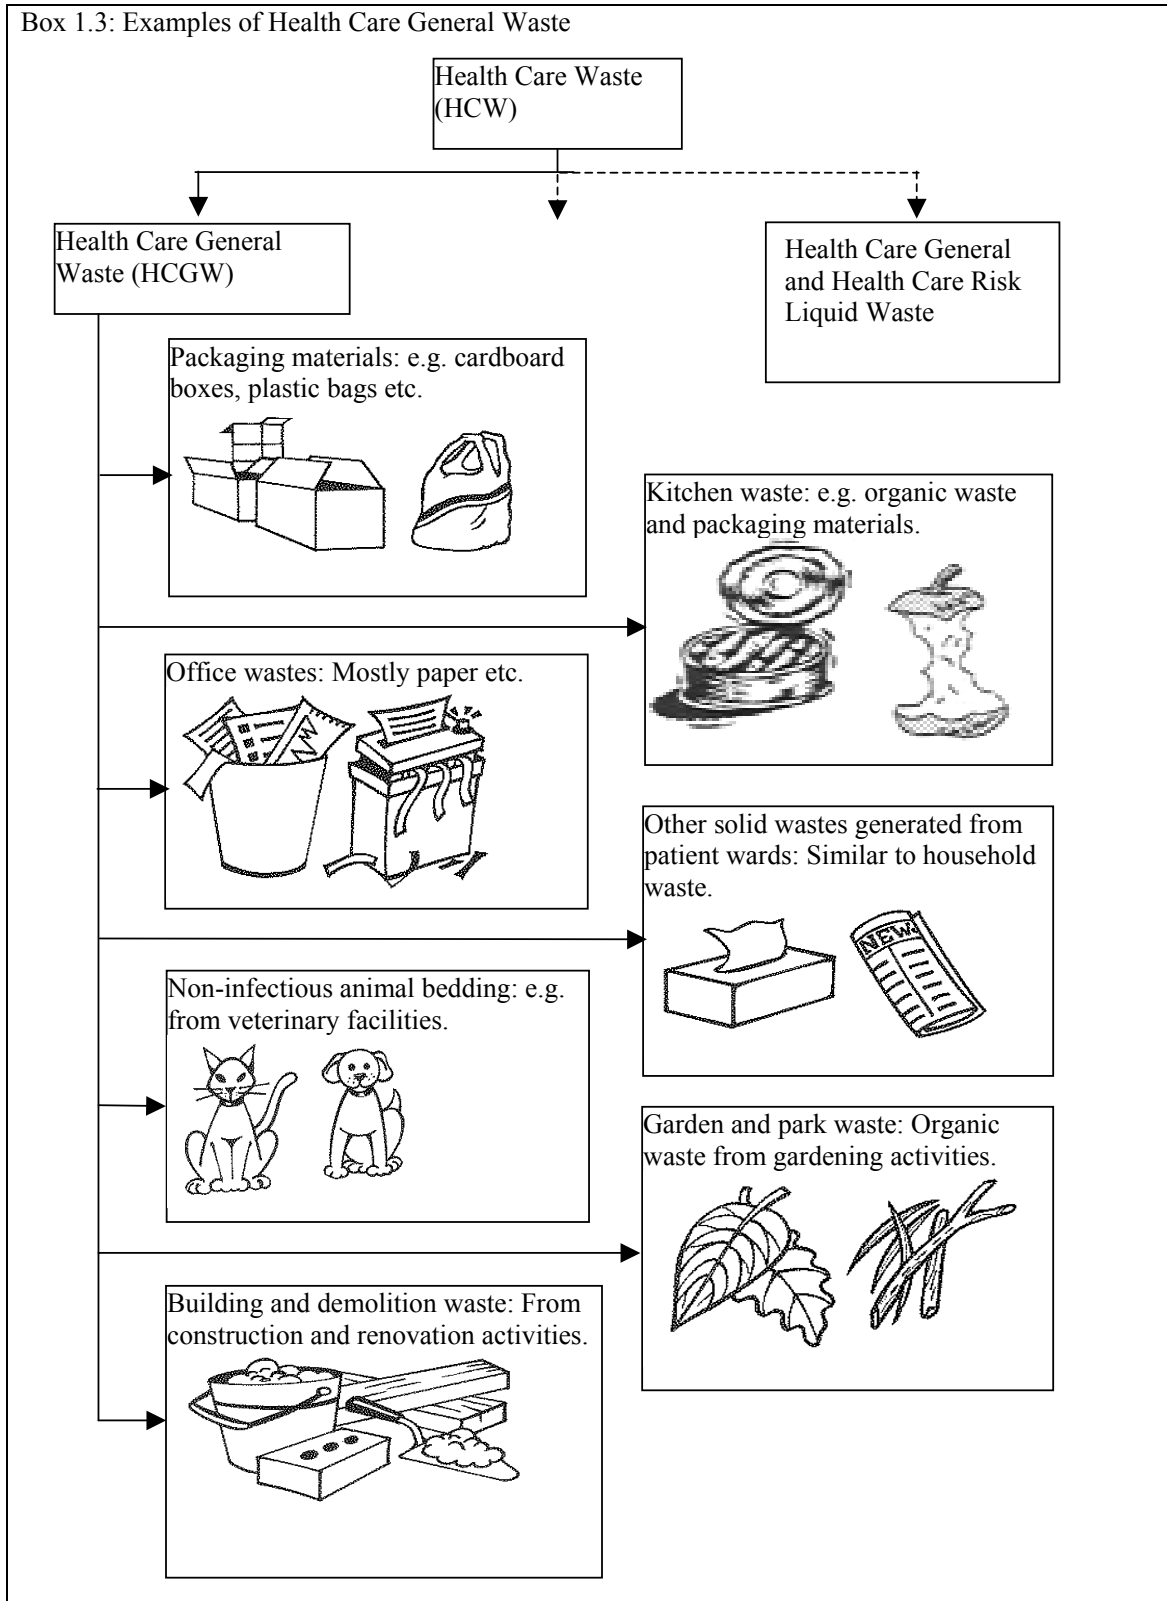 Box 1.3: Examples of Health Care General Waste
Health Care Waste
(HCW)
Health Care General
Waste (HCGW)
Health Care General
and Health Care Risk
Liquid Waste
Packaging materials: e.g. cardboard
boxes, plastic bags etc.
Kitchen waste: e.g. organic waste
and packaging materials.
Office wastes: Mostly paper etc.
Other solid wastes generated from
patient wards: Similar to household
waste.
NEWS
Non-infectious animal bedding: e.g.
from veterinary facilities.
Garden and park waste: Organic
waste from gardening activities.
Building and demolition waste: From
construction and renovation activities.